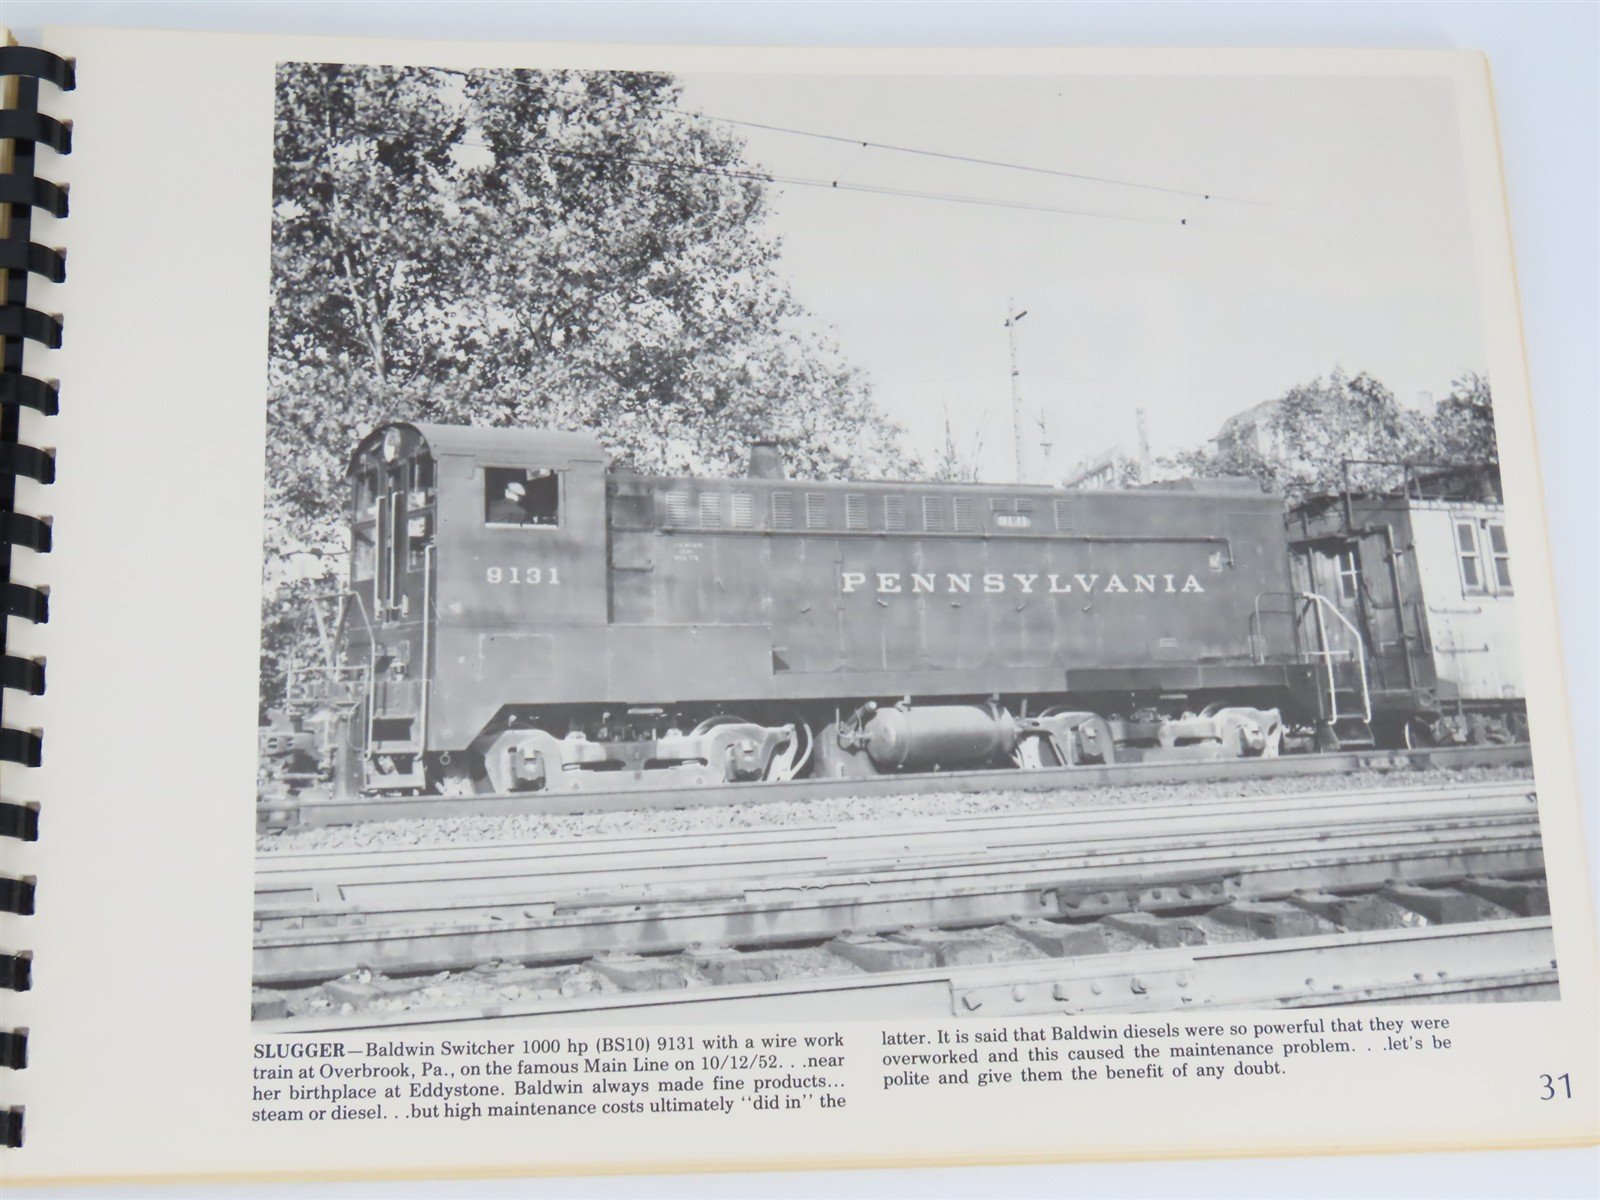 9131
PENNSYLVANIA
SLUGGER—Baldwin Switcher 1000 hp (BS10) 9131 with a wire work
train at Overbrook, Pa., on the famous Main Line on 10/12/52. . .near
her birthplace at Eddystone. Baldwin always made fine products...
steam or diesel. . .but high maintenance costs ultimately "did in" the
latter. It is said that Baldwin diesels were so powerful that they were
overworked and this caused the maintenance problem. . .let's be
polite and give them the benefit of any doubt.
31